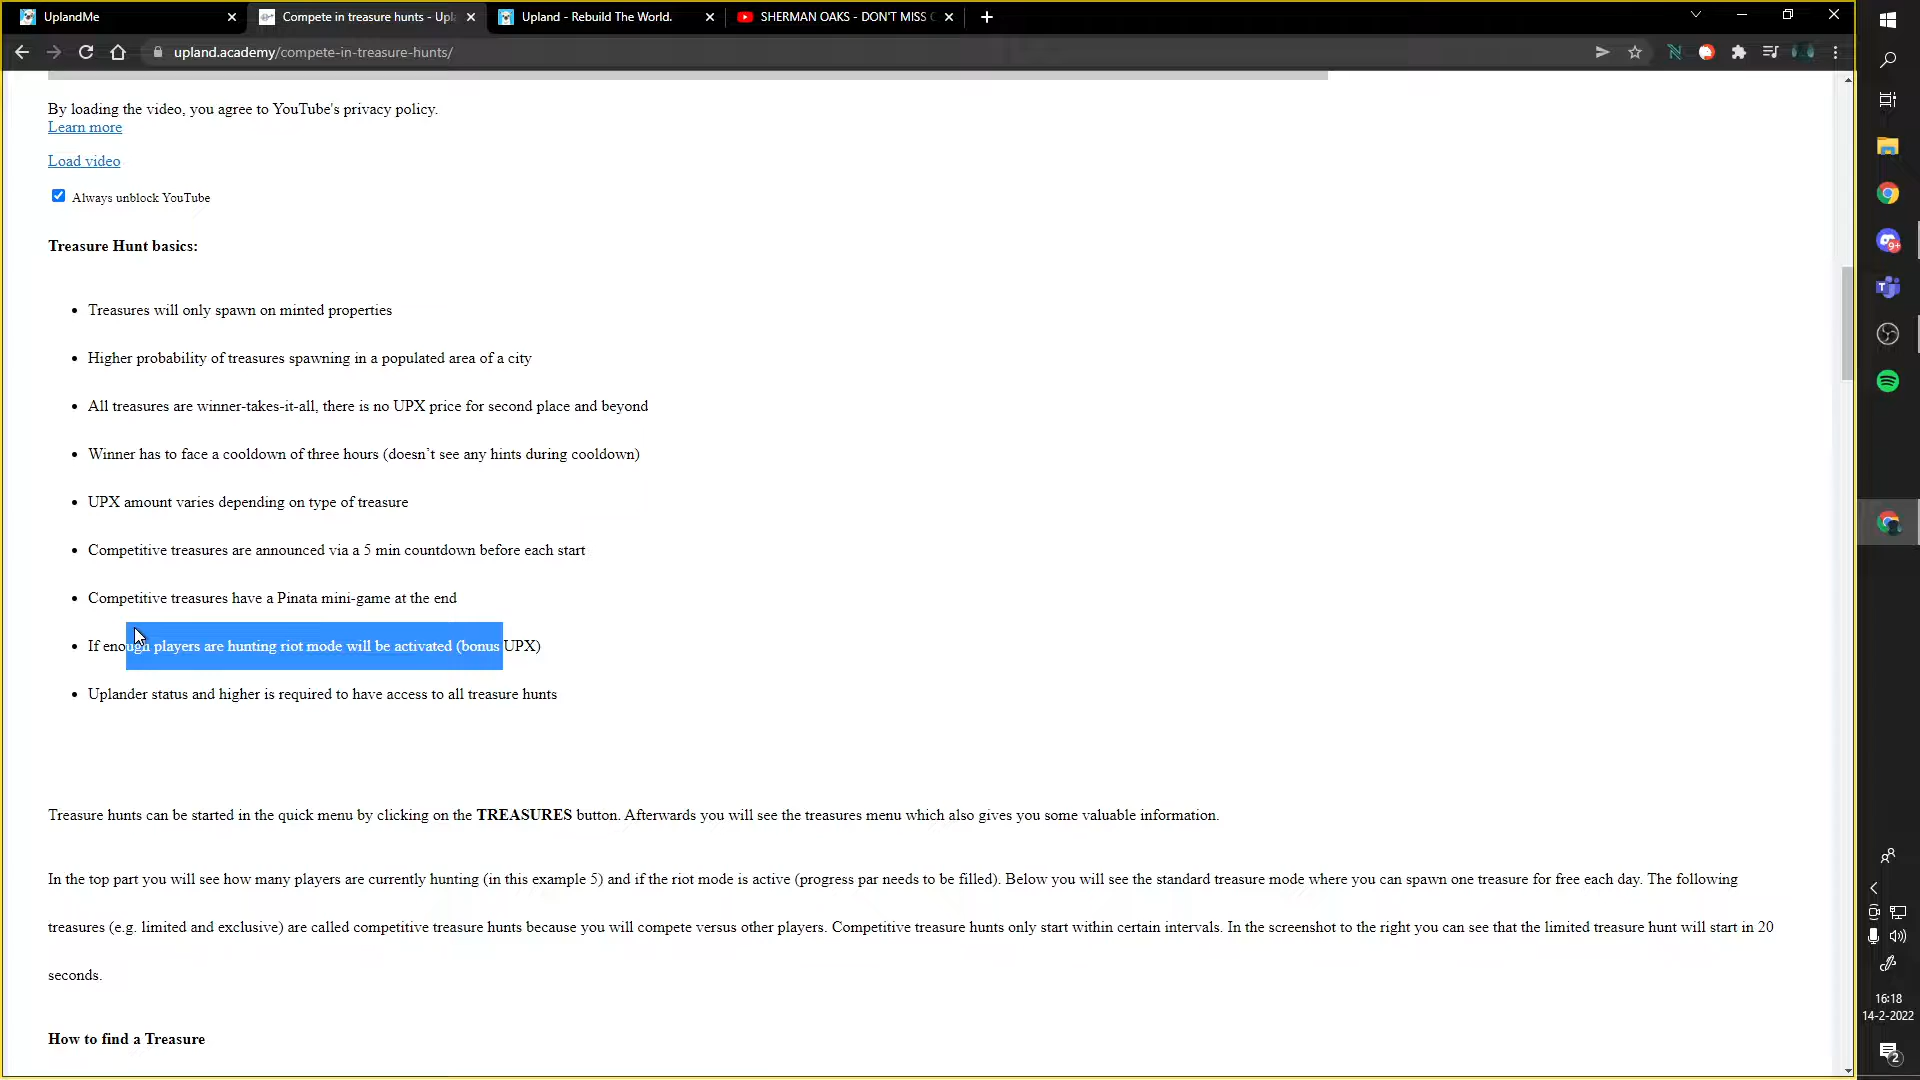 UplandMe
Compete in treasure hunts - Upl
Upland - Rebuild The World.
SHERMAN OAKS - DON'T MISS
upland.academy/compete-in-treasure-hunts/
By loading the video, you agree to YouTube's privacy policy.
Learn more
Load video
Always unblock YouTube
Treasure Hunt basics:
• Treasures will only spawn on minted properties
• Higher probability of treasures spawning in a populated area of a city
• All treasures are winner-takes-it-all, there is no UPX price for second place and beyond
• Winner has to face a cooldown of three hours (doesn’t see any hints during cooldown)
• UPX amount varies depending on type of treasure
• Competitive treasures are announced via a 5 min countdown before each start
• Competitive treasures have a Pinata mini-game at the end
• If enough players are hunting riot mode will be activated (bonus UPX)
• Uplander status and higher is required to have access to all treasure hunts
Treasure hunts can be started in the quick menu by clicking on the TREASURES button. Afterwards you will see the treasures menu which also gives you some valuable information.
In the top part you will see how many players are currently hunting (in this example 5) and if the riot mode is active (progress par needs to be filled). Below you will see the standard treasure mode where you can spawn one treasure for free each day. The following
treasures (e.g. limited and exclusive) are called competitive treasure hunts because you will compete versus other players. Competitive treasure hunts only start within certain intervals. In the screenshot to the right you can see that the limited treasure hunt will start in 20
seconds.
How to find a Treasure
9+
16:18
14-2-2022
2